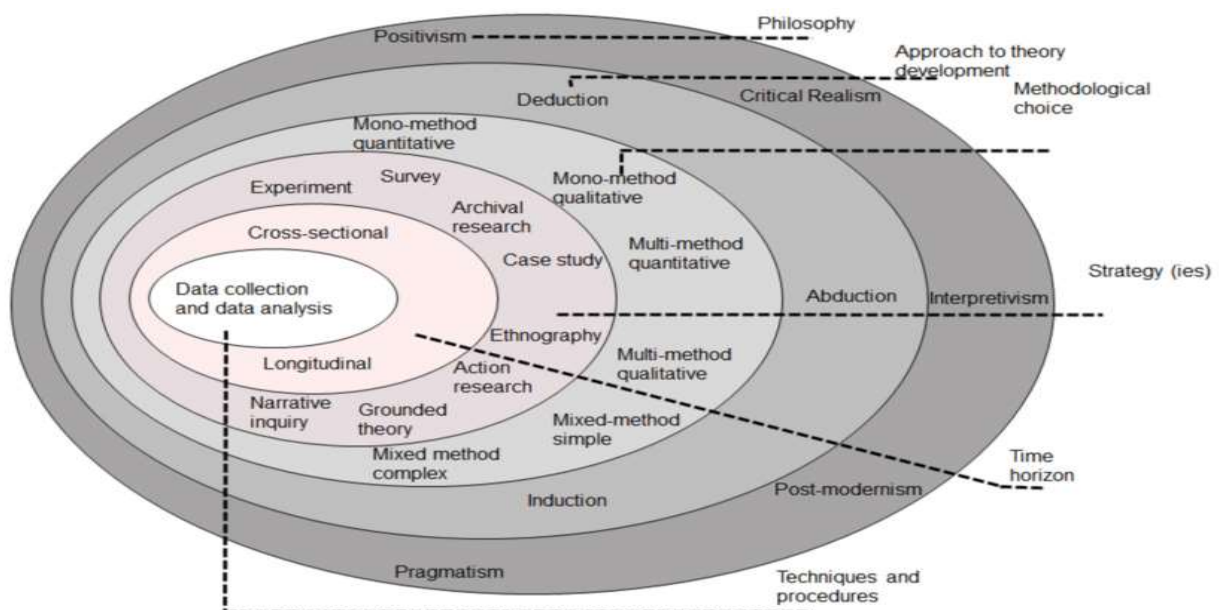 Philosophy
Positivism
Approach to theory
development
Critical Realism
Methodological
choice
Deduction
Mono-method
quantitative
Mono-method
qualitative
Survey
Experiment
Archival
research
Cross-sectional
Multi-method
quantitative
Case study
Strategy (ies)
Data collection
and data analysis
Abduction
Interpretivism
Ethnography
Multi-method
qualitative
Longitudinal
Action
research
Narrative
inquiry
Grounded
theory
Mixed-method
simple
Mixed method
complex
Time
horizon
Post-modernism
Induction
Pragmatism
Techniques and
procedures